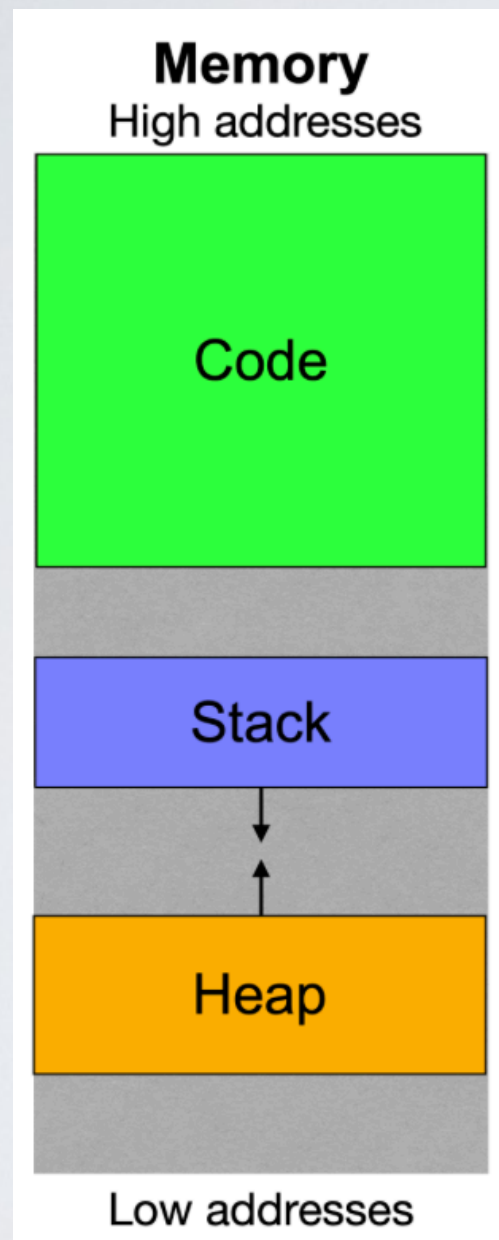 Memory
High addresses
Code
Stack
Heap
Low addresses